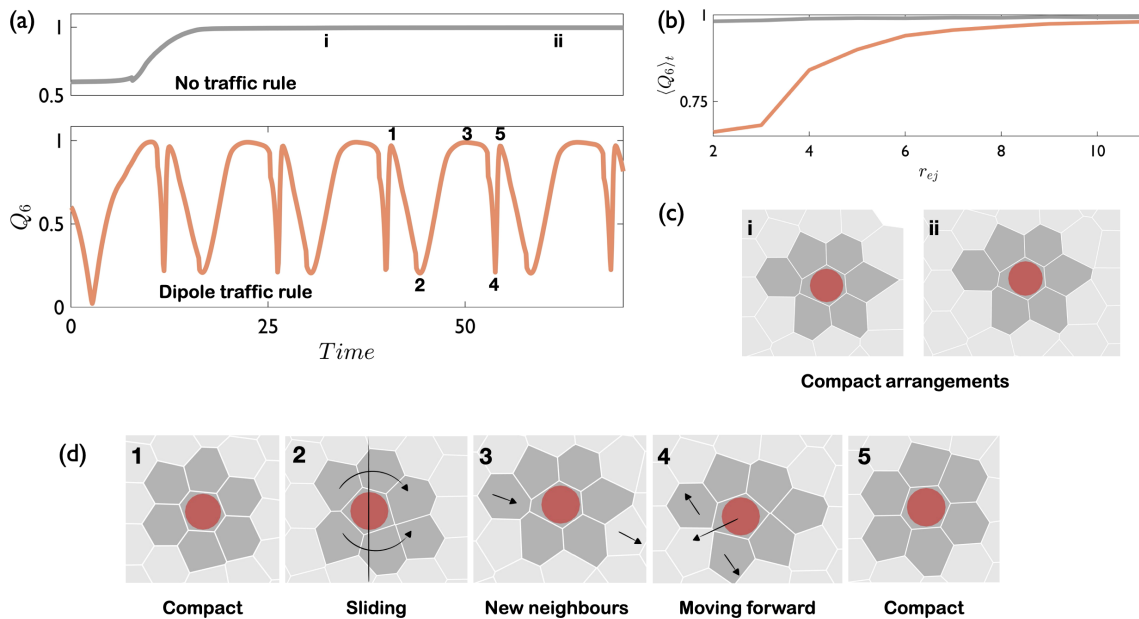 (a)
1
0.5
i
ii
No traffic rule
1
0.5
0
Q6
1
3
5
2
4
Dipole traffic rule
0
25
50
Time
(b)
1
0.75
⟨Q6⟩t
2
4
6
8
10
rej
(c)
i
ii
Compact arrangements
(d)
1
2
3
4
5
Compact
Sliding
New neighbours
Moving forward
Compact